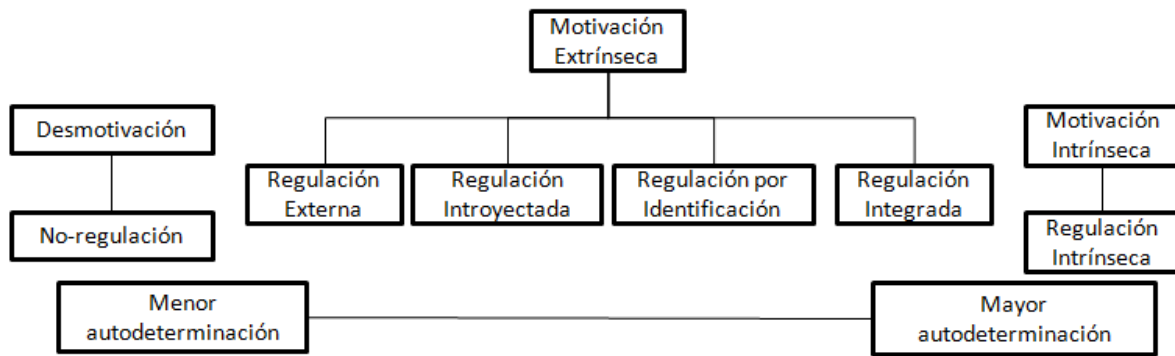 Motivación
Extrínseca
Desmotivación
Motivación
Intrínseca
Regulación
Externa
Regulación
Introyectada
Regulación por
Identificación
Regulación
Integrada
No-regulación
Regulación
Intrínseca
Menor
autodeterminación
Mayor
autodeterminación